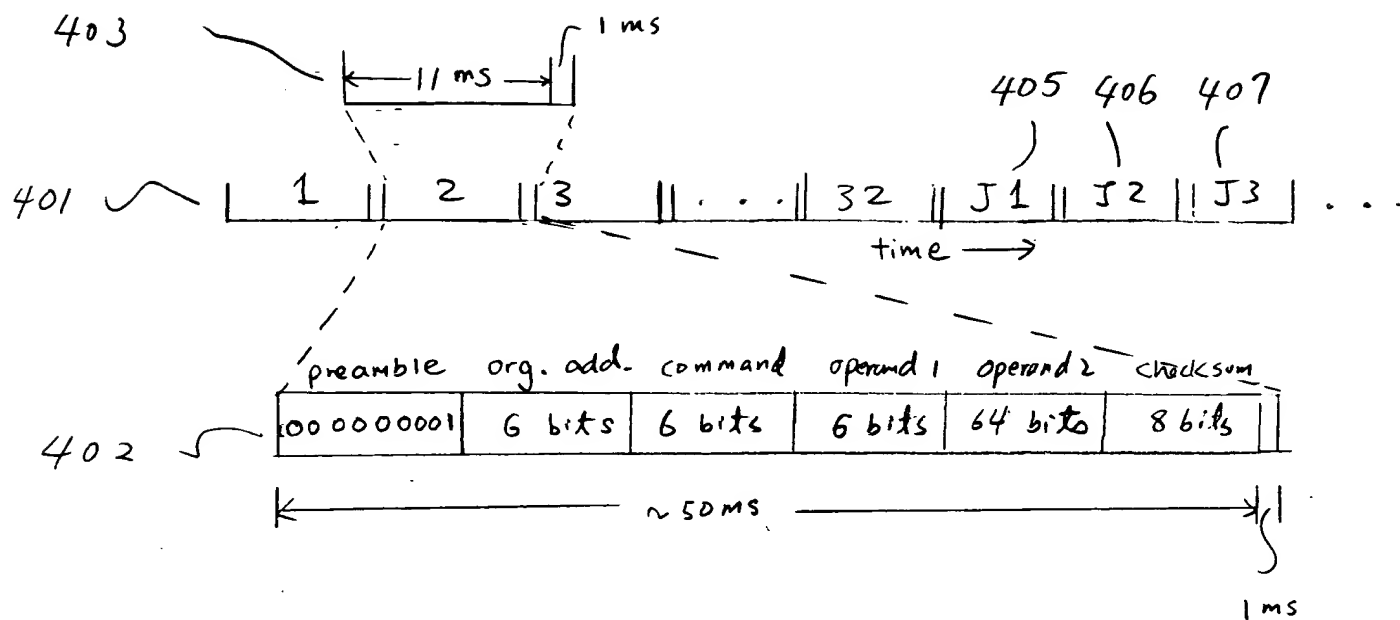 403
1 ms
11 ms
405 406 407
401
1 2 3 . . . 32 J1 J2 J3 . . .
time
preamble org. add. command operand 1 operand 2 checksum
000000001 6 bits 6 bits 6 bits 64 bits 8 bits
402
~ 50 ms
1 ms